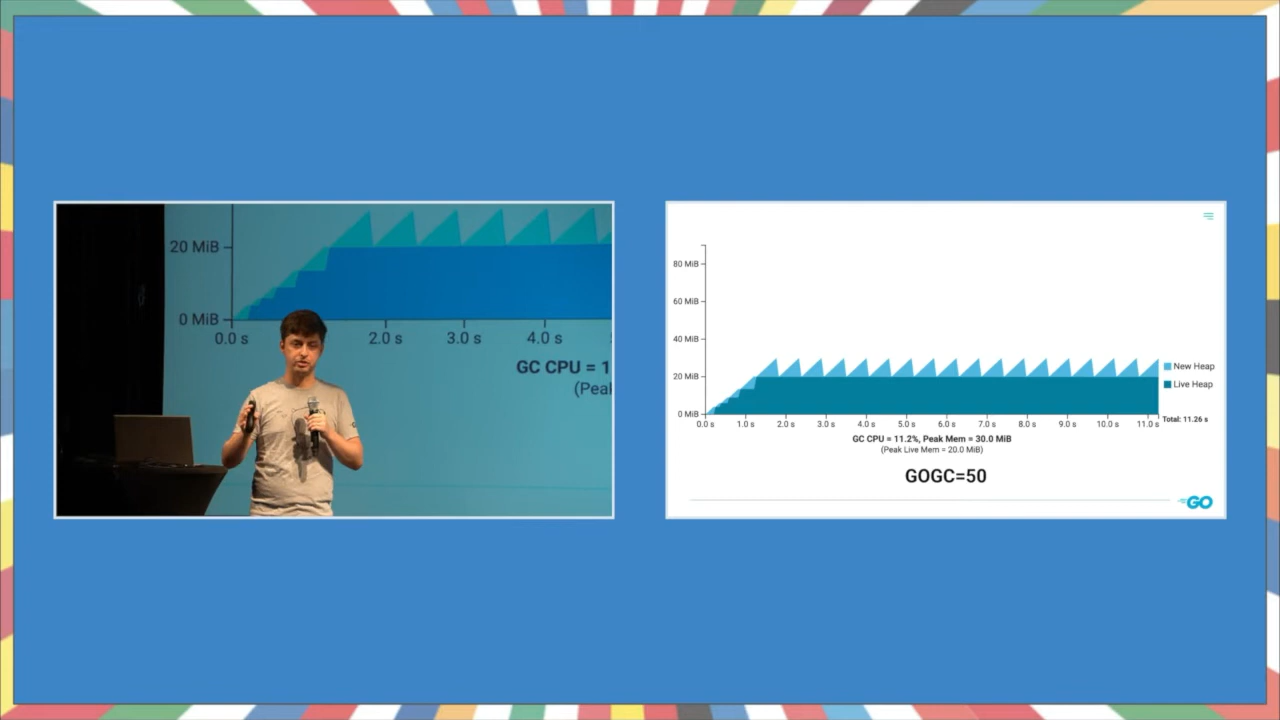 20 MiB
0 MiB
0.0 s 2.0 s 3.0 s 4.0 s
GC CPU = 1
(Peal
80 MiB
60 MiB
40 MiB
20 MiB
0 MiB
New Heap
Live Heap
0.0 s 1.0 s 2.0 s 3.0 s 4.0 s 5.0 s 6.0 s 7.0 s 8.0 s 9.0 s 10.0 s 11.0 s
Total: 11.26 s
GC CPU = 11.2%, Peak Mem = 30.0 MiB
(Peak Live Mem = 20.0 MiB)
GOGC=50
GO